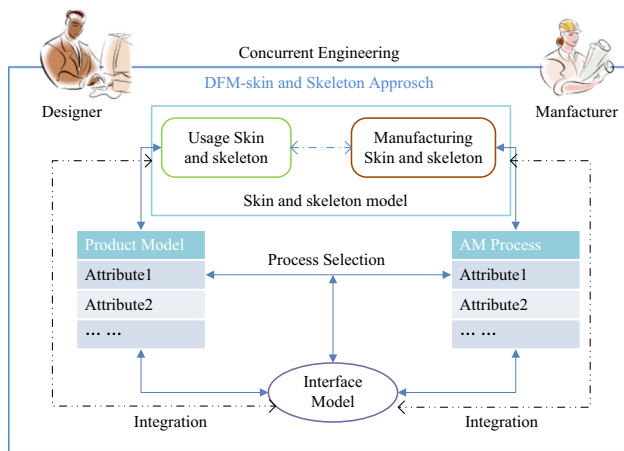 Concurrent Engineering
DFM-skin and Skeleton Approsch
Designer
Manfacturer
Usage Skin
and skeleton
Manufacturing
Skin and skeleton
Skin and skeleton model
Product Model
Attribute1
Attribute2
... ...
Process Selection
AM Process
Attribute1
Attribute2
... ...
Interface
Model
Integration
Integration